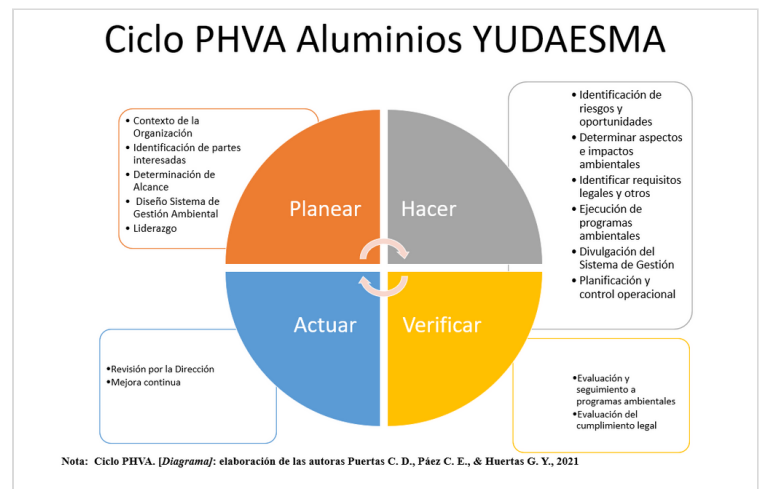 Ciclo PHVA Aluminios YUDAESMA
• Contexto de la
Organización
• Identificación de partes
interesadas
• Determinación de
Alcance
• Diseño Sistema de
Gestión Ambiental
• Liderazgo
Planear
Hacer
• Identificación de
riesgos y
oportunidades
• Determinar aspectos
e impactos
ambientales
• Identificar requisitos
legales y otros
• Ejecución de
programas
ambientales
• Divulgación del
Sistema de Gestión
• Planificación y
control operacional
Actuar
Verificar
•Revisión por la Dirección
•Mejora continua
•Evaluación y
seguimiento a
programas ambientales
•Evaluación del
cumplimiento legal
Nota: Ciclo PHVA. [Diagrama]: elaboración de las autoras Puertas C. D., Páez C. E., & Huertas G. Y., 2021